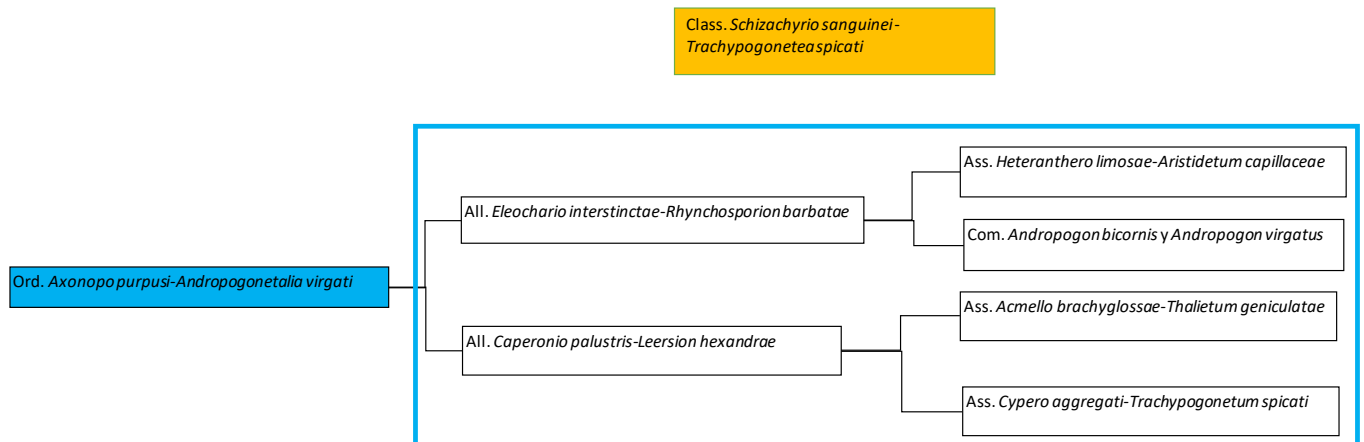 Class. Schizachyrio sanguinei-
Trachypogonetea spicati
Ass. Heteranthero limosae-Aristidetum capillaceae
All. Eleochario interstinctae-Rhynchosporion barbatae
Com. Andropogon bicornis y Andropogon virgatus
Ord. Axonopo purpusi-Andropogonetalia virgati
Ass. Acmello brachyglossae-Thalietum geniculatae
All. Caperonio palustris-Leersion hexandrae
Ass. Cypero aggregati-Trachypogonetum spicati